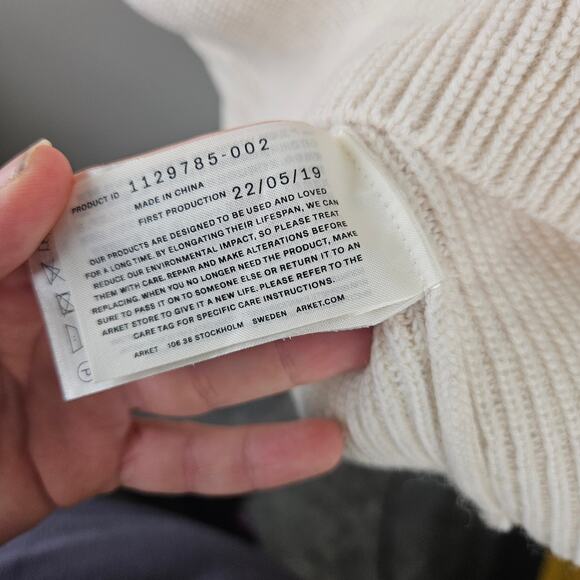 PRODUCT ID 1129785-002
MADE IN CHINA
FIRST PRODUCTION 22/05/19
OUR PRODUCTS ARE DESIGNED TO BE USED AND LOVED
FOR A LONG TIME. BY ELONGATING THEIR LIFESPAN, WE CAN
REDUCE OUR ENVIRONMENTAL IMPACT, SO PLEASE TREAT
THEM WITH CARE. REPAIR AND MAKE ALTERATIONS BEFORE
REPLACING. WHEN YOU NO LONGER NEED THE PRODUCT, MAKE
SURE TO PASS IT ON TO SOMEONE ELSE OR RETURN IT TO AN
ARKET STORE TO GIVE IT A NEW LIFE. PLEASE REFER TO THE
CARE TAG FOR SPECIFIC CARE INSTRUCTIONS.
ARKET 106 38 STOCKHOLM SWEDEN ARKET.COM
P